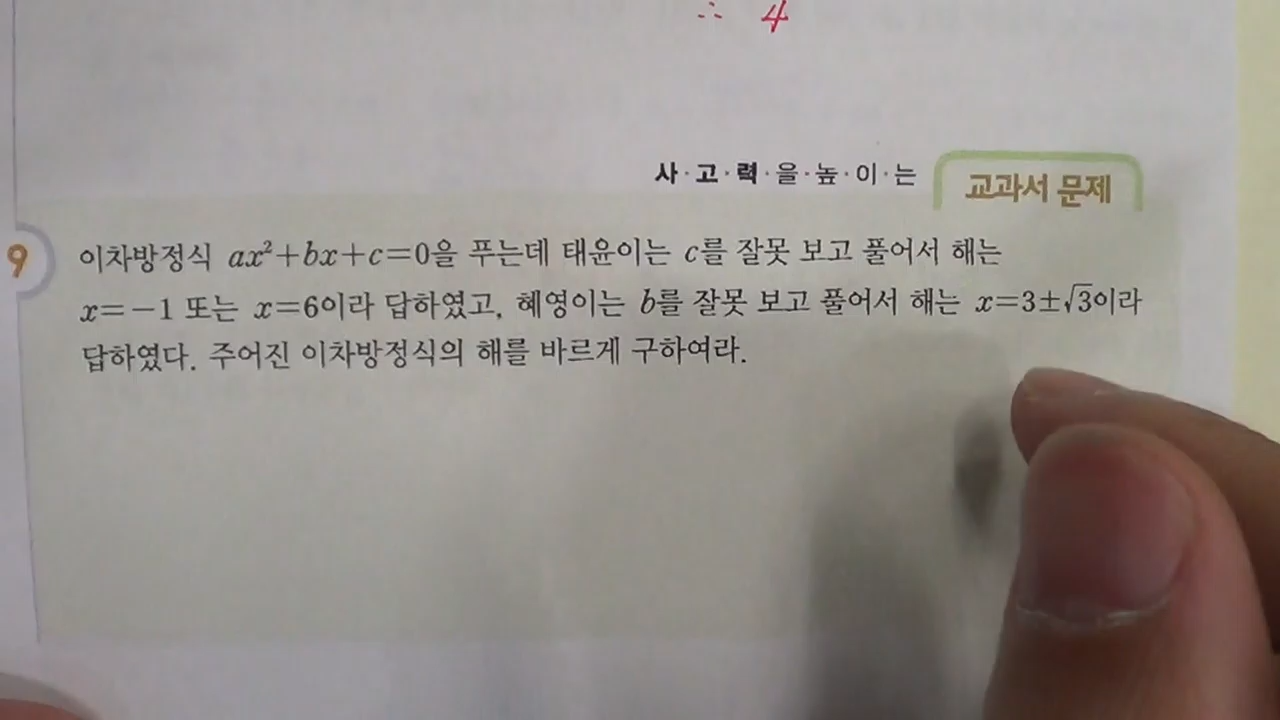 ∴ 4
사·고·력·을·높·이·는 교과서 문제
9 이차방정식 ax²+bx+c=0을 푸는데 태윤이는 c를 잘못 보고 풀어서 해는
x=-1 또는 x=6이라 답하였고, 혜영이는 b를 잘못 보고 풀어서 해는 x=3±√3이라
답하였다. 주어진 이차방정식의 해를 바르게 구하여라.